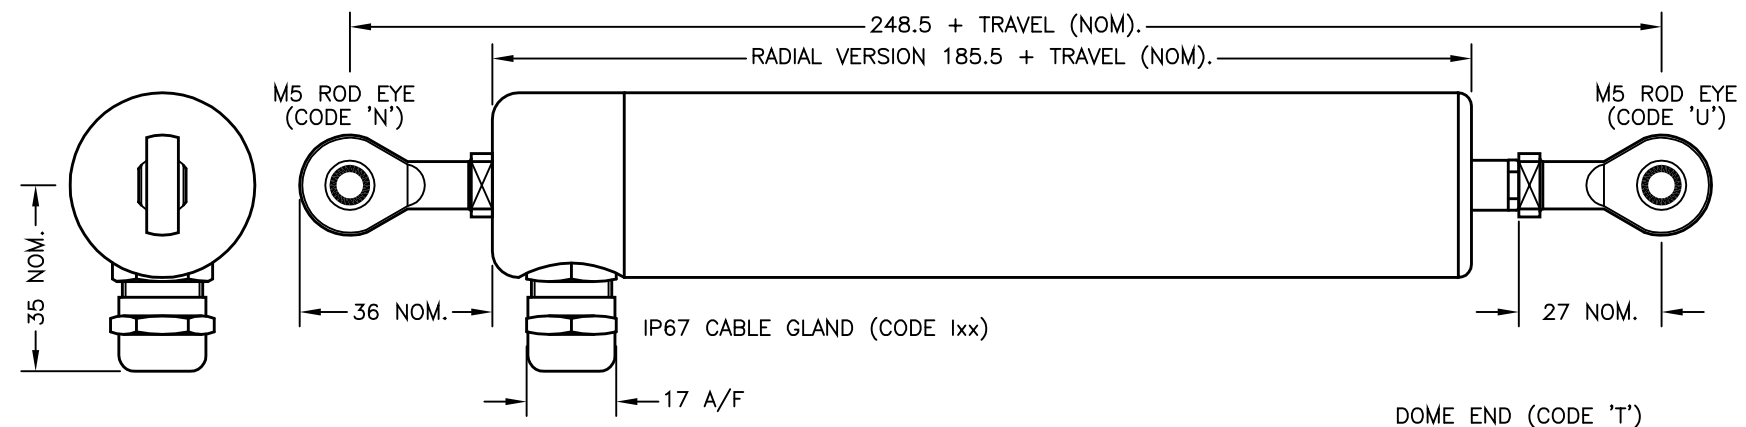 248.5 + TRAVEL (NOM).
RADIAL VERSION 185.5 + TRAVEL (NOM).
M5 ROD EYE
(CODE 'N')
M5 ROD EYE
(CODE 'U')
35 NOM.
36 NOM.
IP67 CABLE GLAND (CODE Ixx)
27 NOM.
17 A/F
DOME END (CODE 'T')